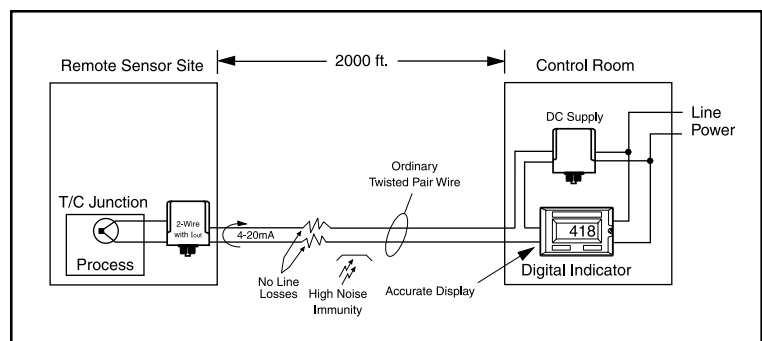 Remote Sensor Site
2000 ft.
Control Room
DC Supply
Line
Power
Ordinary
Twisted Pair Wire
T/C Junction
2-Wire
with Iout
4-20mA
Process
No Line
Losses
High Noise
Immunity
Accurate Display
418
Digital Indicator